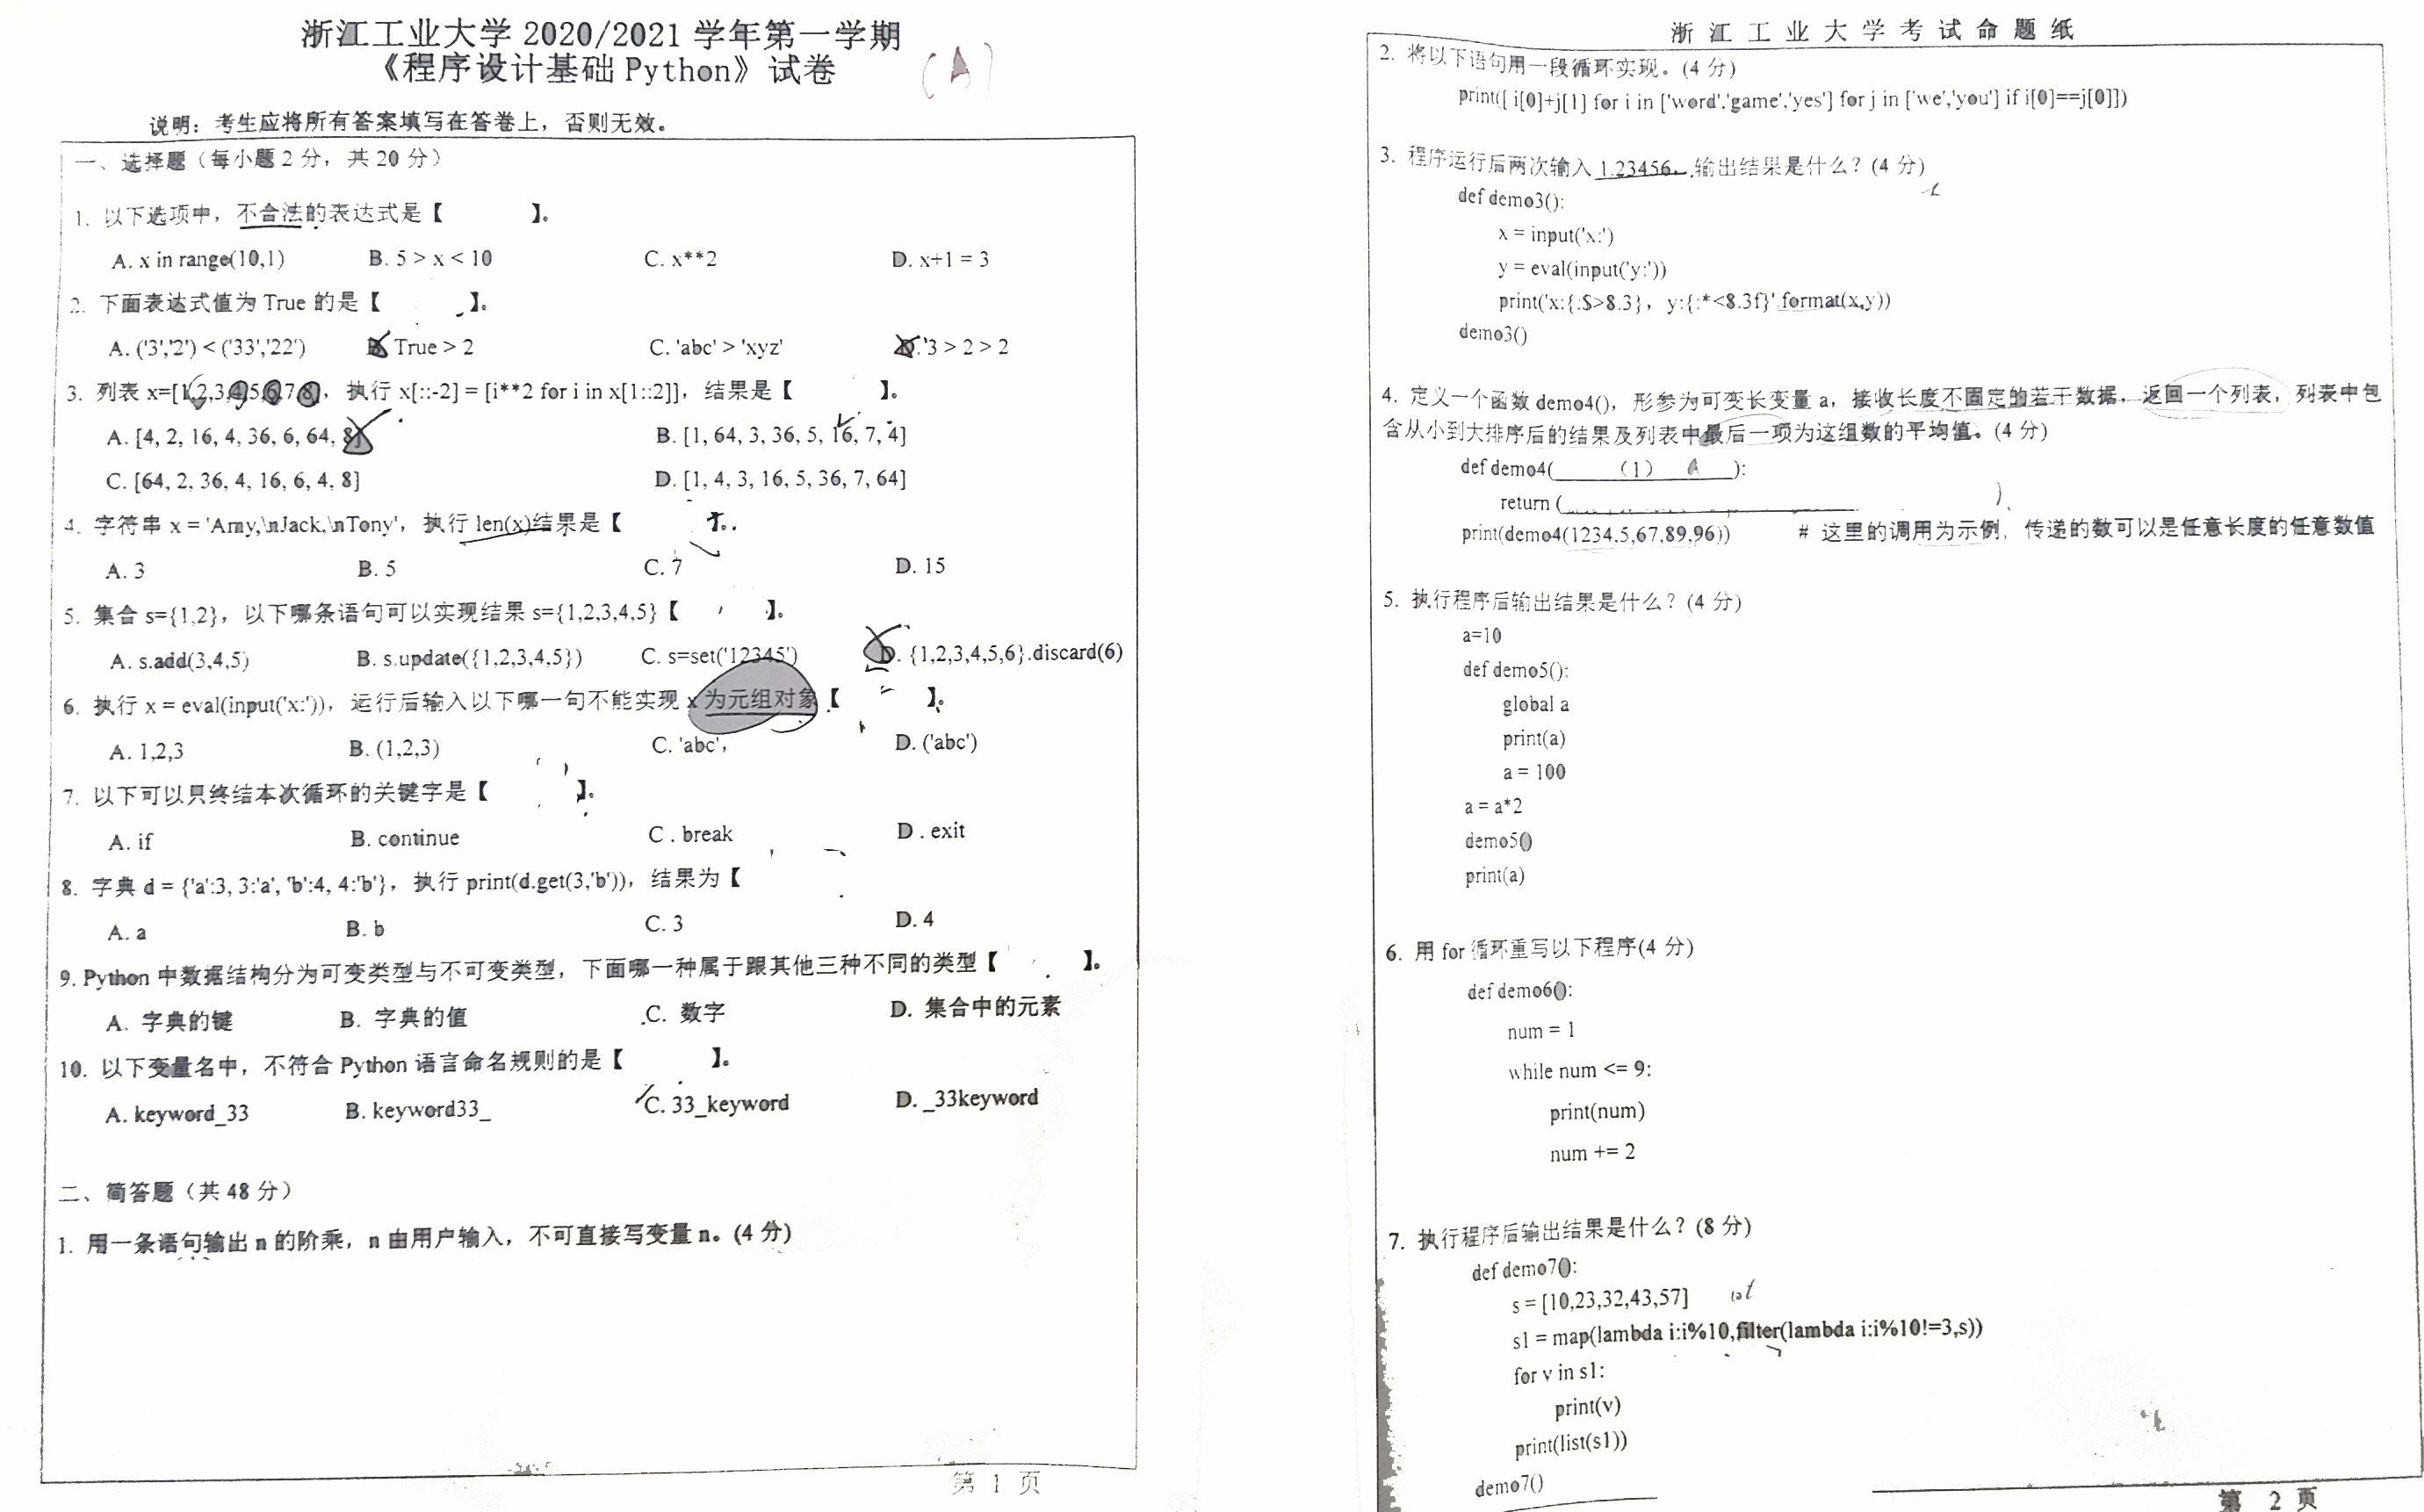 浙江工业大学 2020/2021 学年第一学期
《程序设计基础 Python》试卷
(A)
说明：考生应将所有答案填写在答卷上，否则无效。
一、选择题（每小题 2 分，共 20 分）
1. 以下选项中，不合法的表达式是【 】。
A. x in range(10,1) B. 5 > x < 10 C. x**2 D. x+1 = 3
2. 下面表达式值为 True 的是【 】。
A. ('3','2') < ('33','22') B. True > 2 C. 'abc' > 'xyz' D. '3 > 2 > 2
3. 列表 x=[1,2,3,4,5,6,7,8]，执行 x[::-2] = [i**2 for i in x[1::2]]，结果是【 】。
A. [4, 2, 16, 4, 36, 6, 64, 8] B. [1, 64, 3, 36, 5, 16, 7, 4]
C. [64, 2, 36, 4, 16, 6, 4, 8] D. [1, 4, 3, 16, 5, 36, 7, 64]
4. 字符串 x = 'Amy,\nJack,\nTony'，执行 len(x)结果是【
A. 3 B. 5 C. 7 D. 15
5. 集合 s={1,2}，以下哪条语句可以实现结果 s={1,2,3,4,5}【 】。
A. s.add(3,4,5) B. s.update({1,2,3,4,5}) C. s=set('12345') D. {1,2,3,4,5,6}.discard(6)
6. 执行 x = eval(input('x:'))，运行后输入以下哪一句不能实现 x 为元组对象【 】。
A. 1,2,3 B. (1,2,3) C. 'abc', D. ('abc')
7. 以下可以只终结本次循环的关键字是【 】。
A. if B. continue C . break D . exit
8. 字典 d = {'a':3, 3:'a', 'b':4, 4:'b'}，执行 print(d.get(3,'b'))，结果为【
A. a B. b C. 3 D. 4
9. Python 中数据结构分为可变类型与不可变类型，下面哪一种属于跟其他三种不同的类型【 】。
A. 字典的键 B. 字典的值 C. 数字 D. 集合中的元素
10. 以下变量名中，不符合 Python 语言命名规则的是【 】。
A. keyword_33 B. keyword33_ C. 33_keyword D. _33keyword
二、简答题（共 48 分）
1. 用一条语句输出 n 的阶乘，n 由用户输入，不可直接写变量 n。(4 分)
第 1 页
浙 江 工 业 大 学 考 试 命 题 纸
2. 将以下语句用一段循环实现。(4 分)
print([ i[0]+j[1] for i in ['word','game','yes'] for j in ['we','you'] if i[0]==j[0]])
3. 程序运行后两次输入 1.23456，输出结果是什么？(4 分)
def demo3():
x = input('x:')
y = eval(input('y:'))
print('x:{:$>8.3}，y:{:*<8.3f}'.format(x,y))
demo3()
4. 定义一个函数 demo4()，形参为可变长变量 a，接收长度不固定的若干数据，返回一个列表，列表中包
含从小到大排序后的结果及列表中最后一项为这组数的平均值。(4 分)
def demo4(______（1）______):
return (__________________)
print(demo4(1234.5,67,89,96)) # 这里的调用为示例，传递的数可以是任意长度的任意数值
5. 执行程序后输出结果是什么？(4 分)
a=10
def demo5():
global a
print(a)
a = 100
a = a*2
demo5()
print(a)
6. 用 for 循环重写以下程序(4 分)
def demo6():
num = 1
while num <= 9:
print(num)
num += 2
7. 执行程序后输出结果是什么？(8 分)
def demo7():
s = [10,23,32,43,57]
s1 = map(lambda i:i%10,filter(lambda i:i%10!=3,s))
for v in s1:
print(v)
print(list(s1))
demo7()
第 2 页